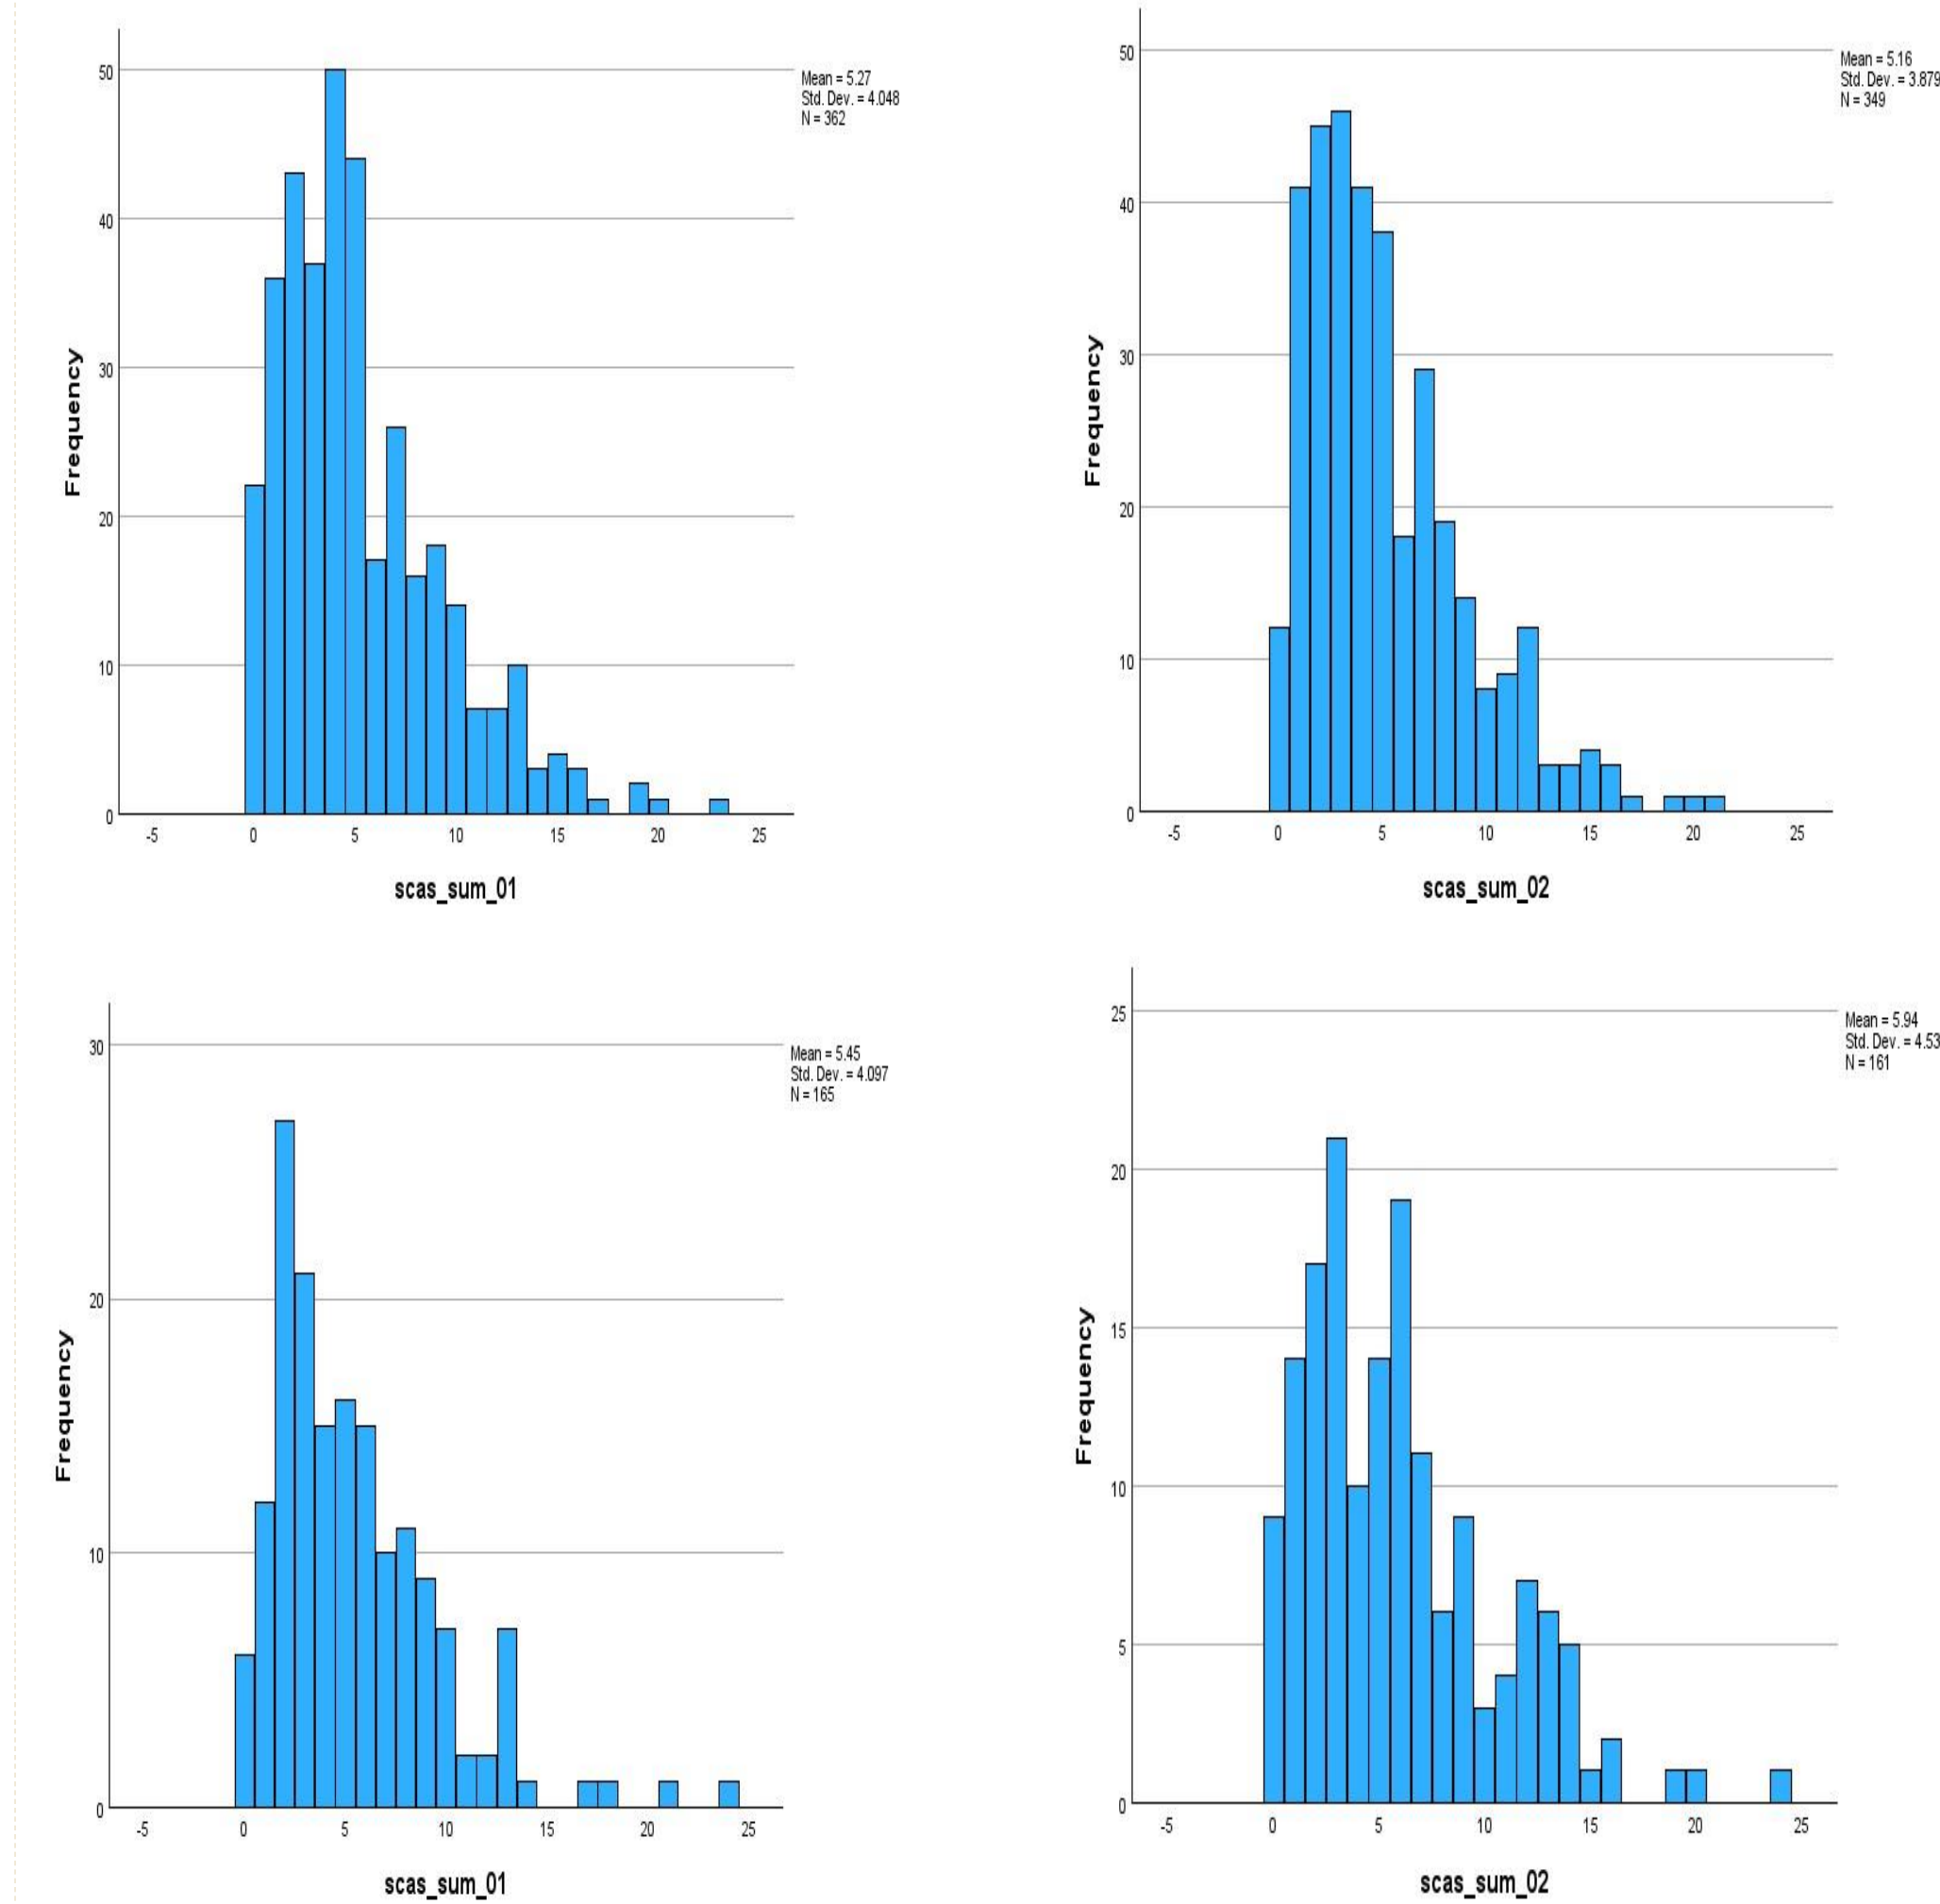 50
40
30
20
10
0
Frequency
Mean = 5.27
Std. Dev. = 4.048
N = 362
-5 0 5 10 15 20 25
scas_sum_01
50
40
30
20
10
0
Frequency
Mean = 5.16
Std. Dev. = 3.879
N = 349
-5 0 5 10 15 20 25
scas_sum_02
30
20
10
0
Frequency
Mean = 5.45
Std. Dev. = 4.097
N = 165
-5 0 5 10 15 20 25
scas_sum_01
25
20
15
10
5
0
Frequency
Mean = 5.94
Std. Dev. = 4.53
N = 161
-5 0 5 10 15 20 25
scas_sum_02